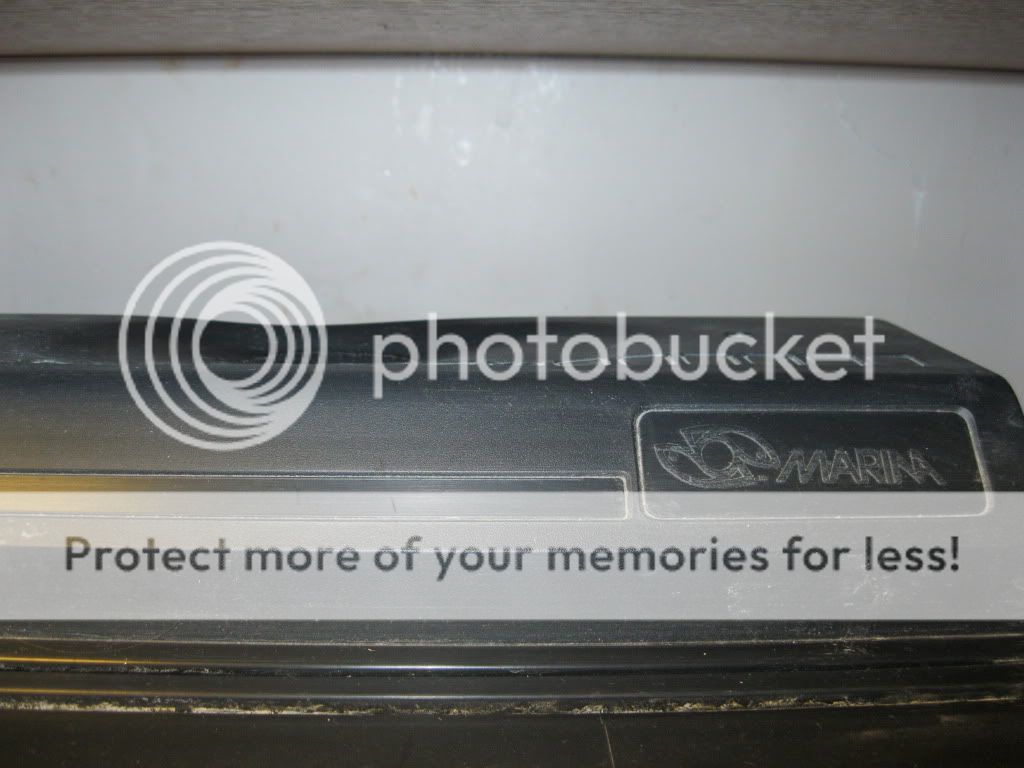 photobucket
MARINA
Protect more of your memories for less!